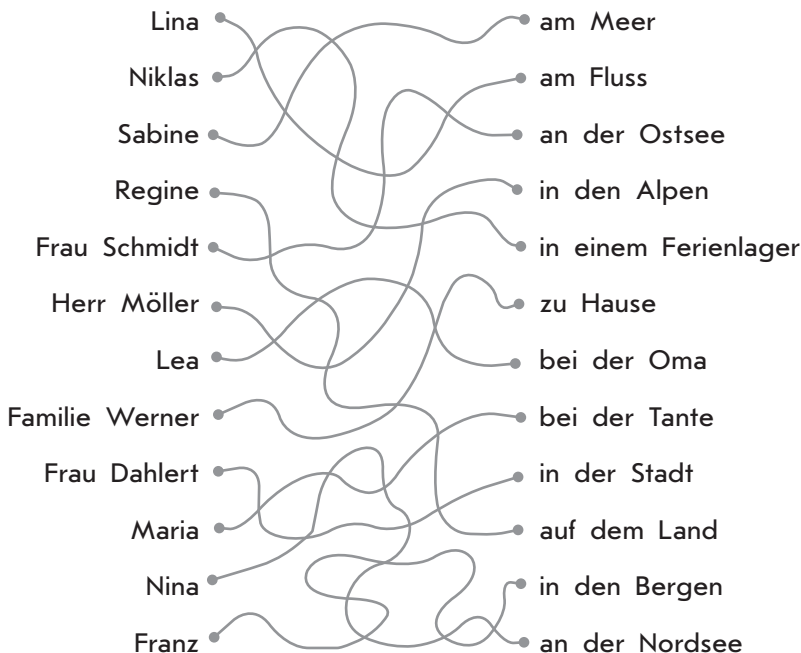 Lina am Meer
Niklas am Fluss
Sabine an der Ostsee
Regine in den Alpen
Frau Schmidt in einem Ferienlager
Herr Möller zu Hause
Lea bei der Oma
Familie Werner bei der Tante
Frau Dahlert in der Stadt
Maria auf dem Land
Nina in den Bergen
Franz an der Nordsee